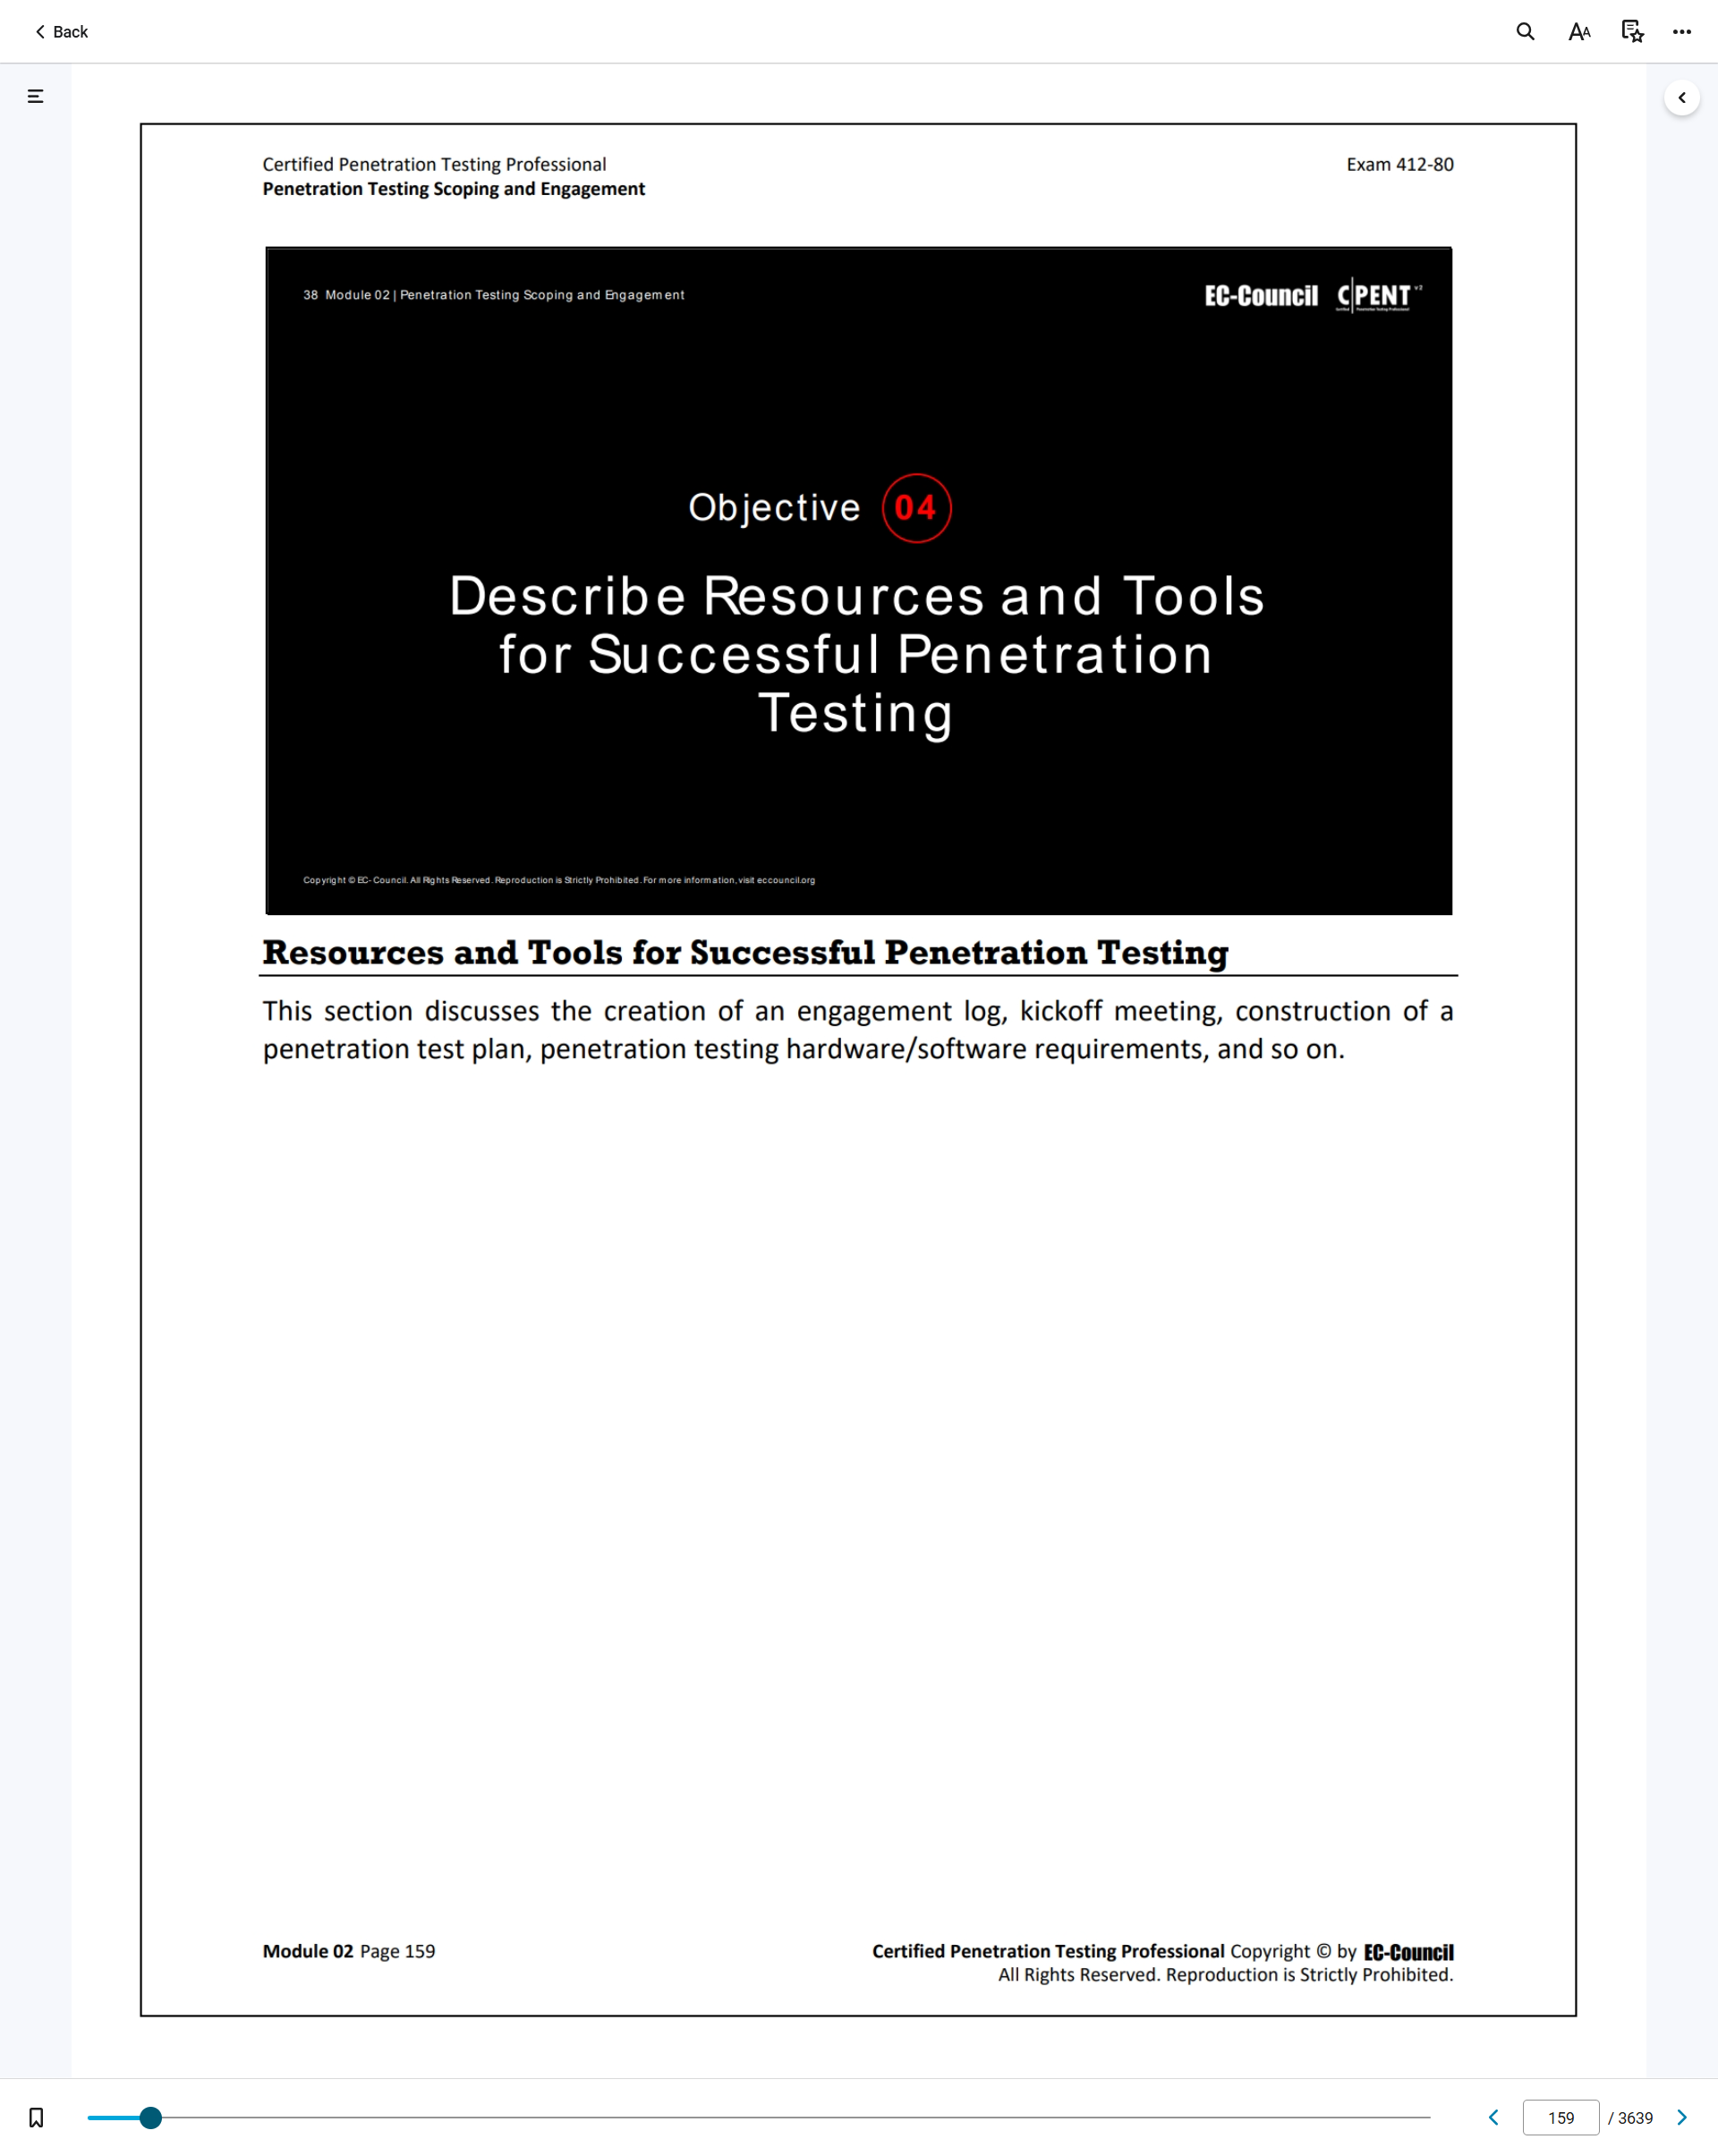 Back
Certified Penetration Testing Professional
Exam 412-80
Penetration Testing Scoping and Engagement
38 Module 02 | Penetration Testing Scoping and Engagement
EC-Council C|PENT v2
Objective 04
Describe Resources and Tools
for Successful Penetration
Testing
Copyright © EC-Council. All Rights Reserved. Reproduction is Strictly Prohibited. For more information, visit eccouncil.org
Resources and Tools for Successful Penetration Testing
This section discusses the creation of an engagement log, kickoff meeting, construction of a
penetration test plan, penetration testing hardware/software requirements, and so on.
Module 02 Page 159
Certified Penetration Testing Professional Copyright © by EC-Council
All Rights Reserved. Reproduction is Strictly Prohibited.
159 / 3639